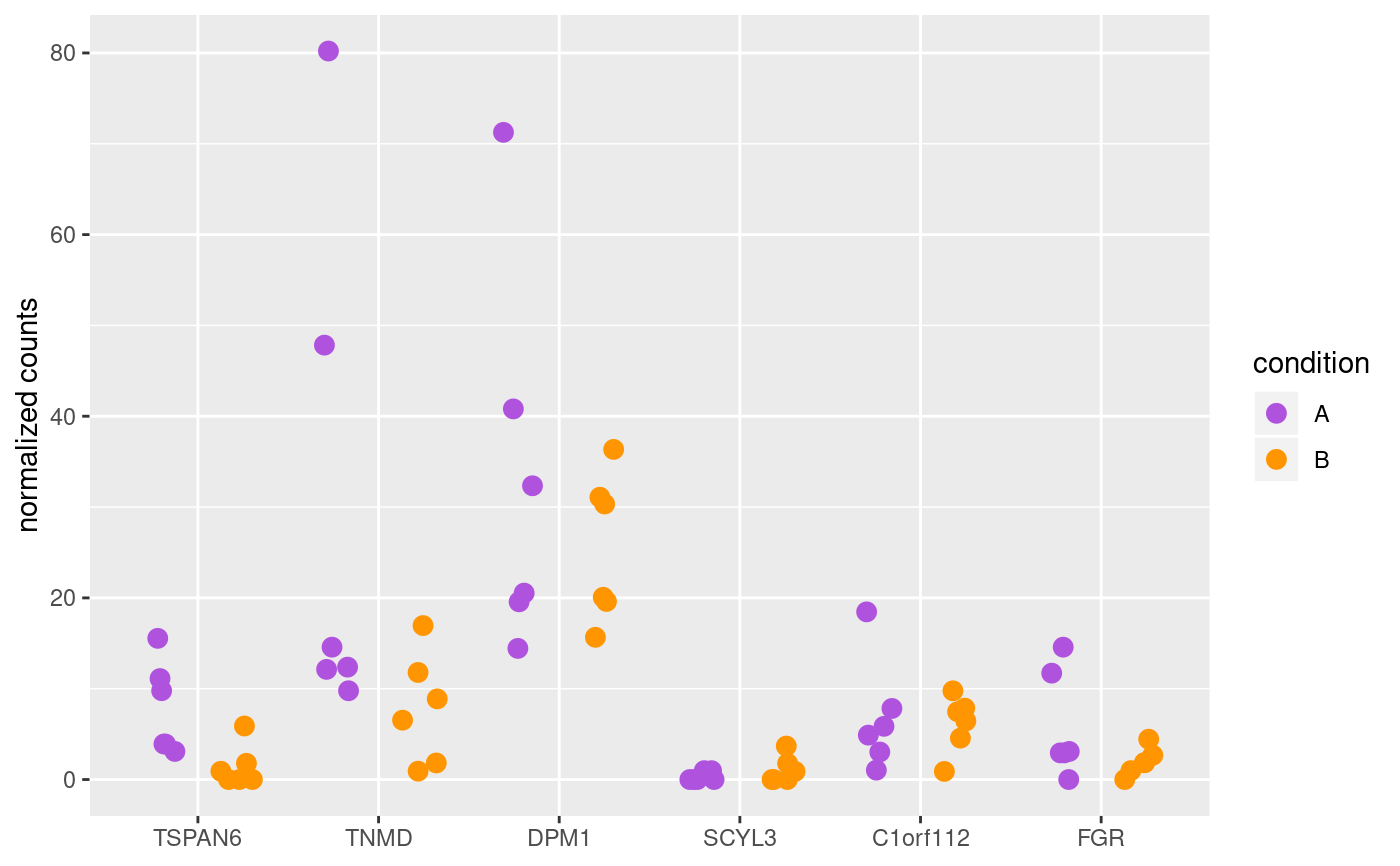 80
60
40
20
0
normalized counts
TSPAN6 TNMD DPM1 SCYL3 C1orf112 FGR
condition
A
B